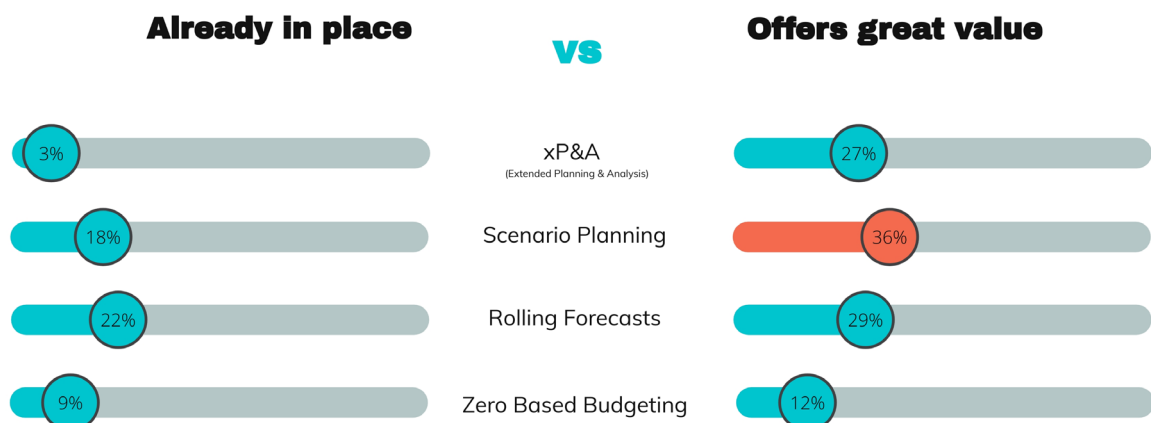 Already in place
vs
Offers great value
3%
xP&A
(Extended Planning & Analysis)
27%
18%
Scenario Planning
36%
22%
Rolling Forecasts
29%
9%
Zero Based Budgeting
12%